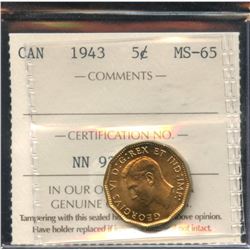 CAN 1943 5¢ MS-65
COMMENTS
CERTIFICATION NO.
NN
IN OUR
GENUINE
Tampering with this sealed opinion.
Have holder replaced if not intact.
GEORGIVS VI D:G:REX ET IND:IMP: